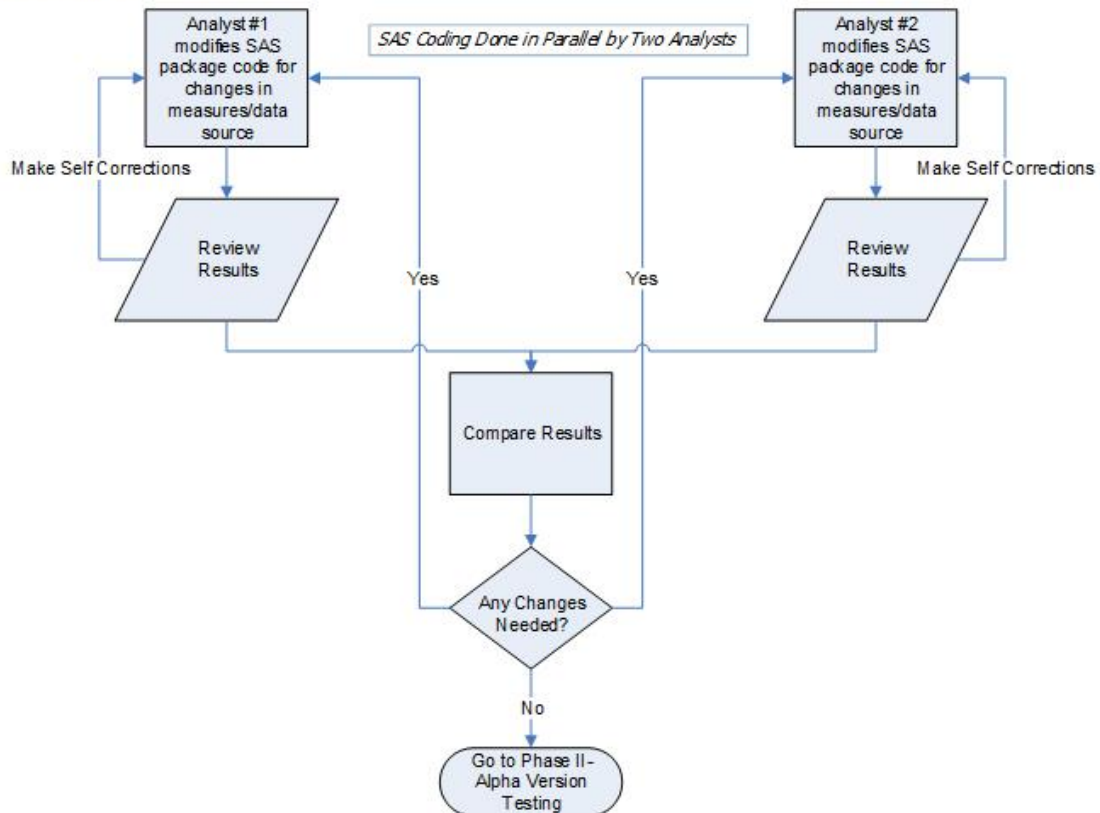 Analyst #1
modifies SAS
package code for
changes in
measures/data
source
SAS Coding Done in Parallel by Two Analysts
Analyst #2
modifies SAS
package code for
changes in
measures/data
source
Make Self Corrections
Make Self Corrections
Review
Results
Review
Results
Yes
Yes
Compare Results
Any Changes
Needed?
No
Go to Phase II-
Alpha Version
Testing